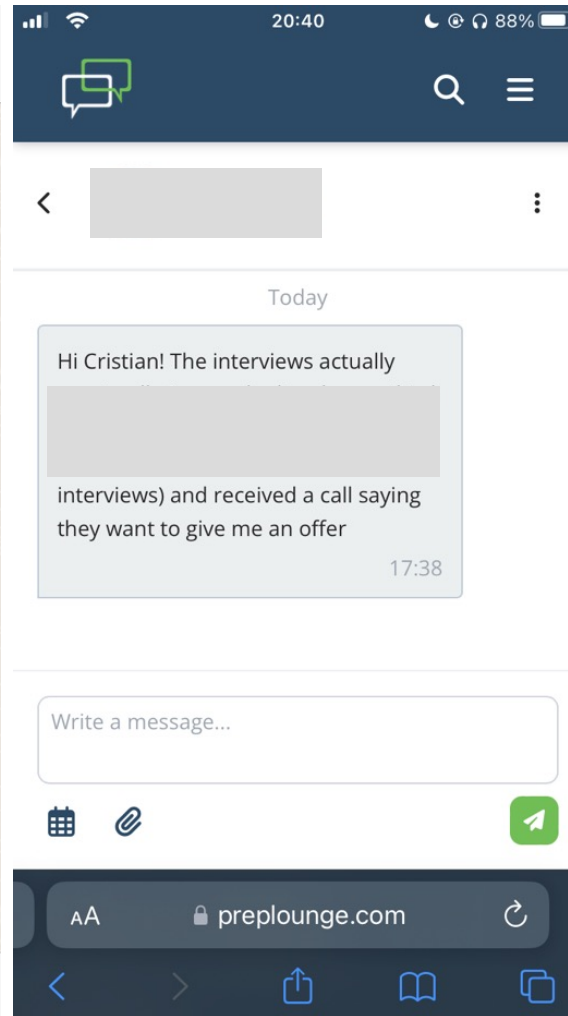 20:40
88%
Today
Hi Cristian! The interviews actually
interviews) and received a call saying
they want to give me an offer
17:38
Write a message...
AA
preplounge.com